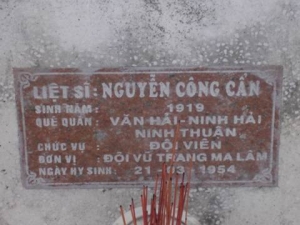 LIỆT SĨ : NGUYỄN CÔNG CẨN
SINH NĂM : 1919
QUÊ QUÁN : VĂN HẢI - NINH HẢI
NINH THUẬN
CHỨC VỤ : ĐỘI VIÊN
ĐƠN VỊ : ĐỘI VŨ TRANG MA LÂM
NGÀY HY SINH : 21 - 03 - 1954